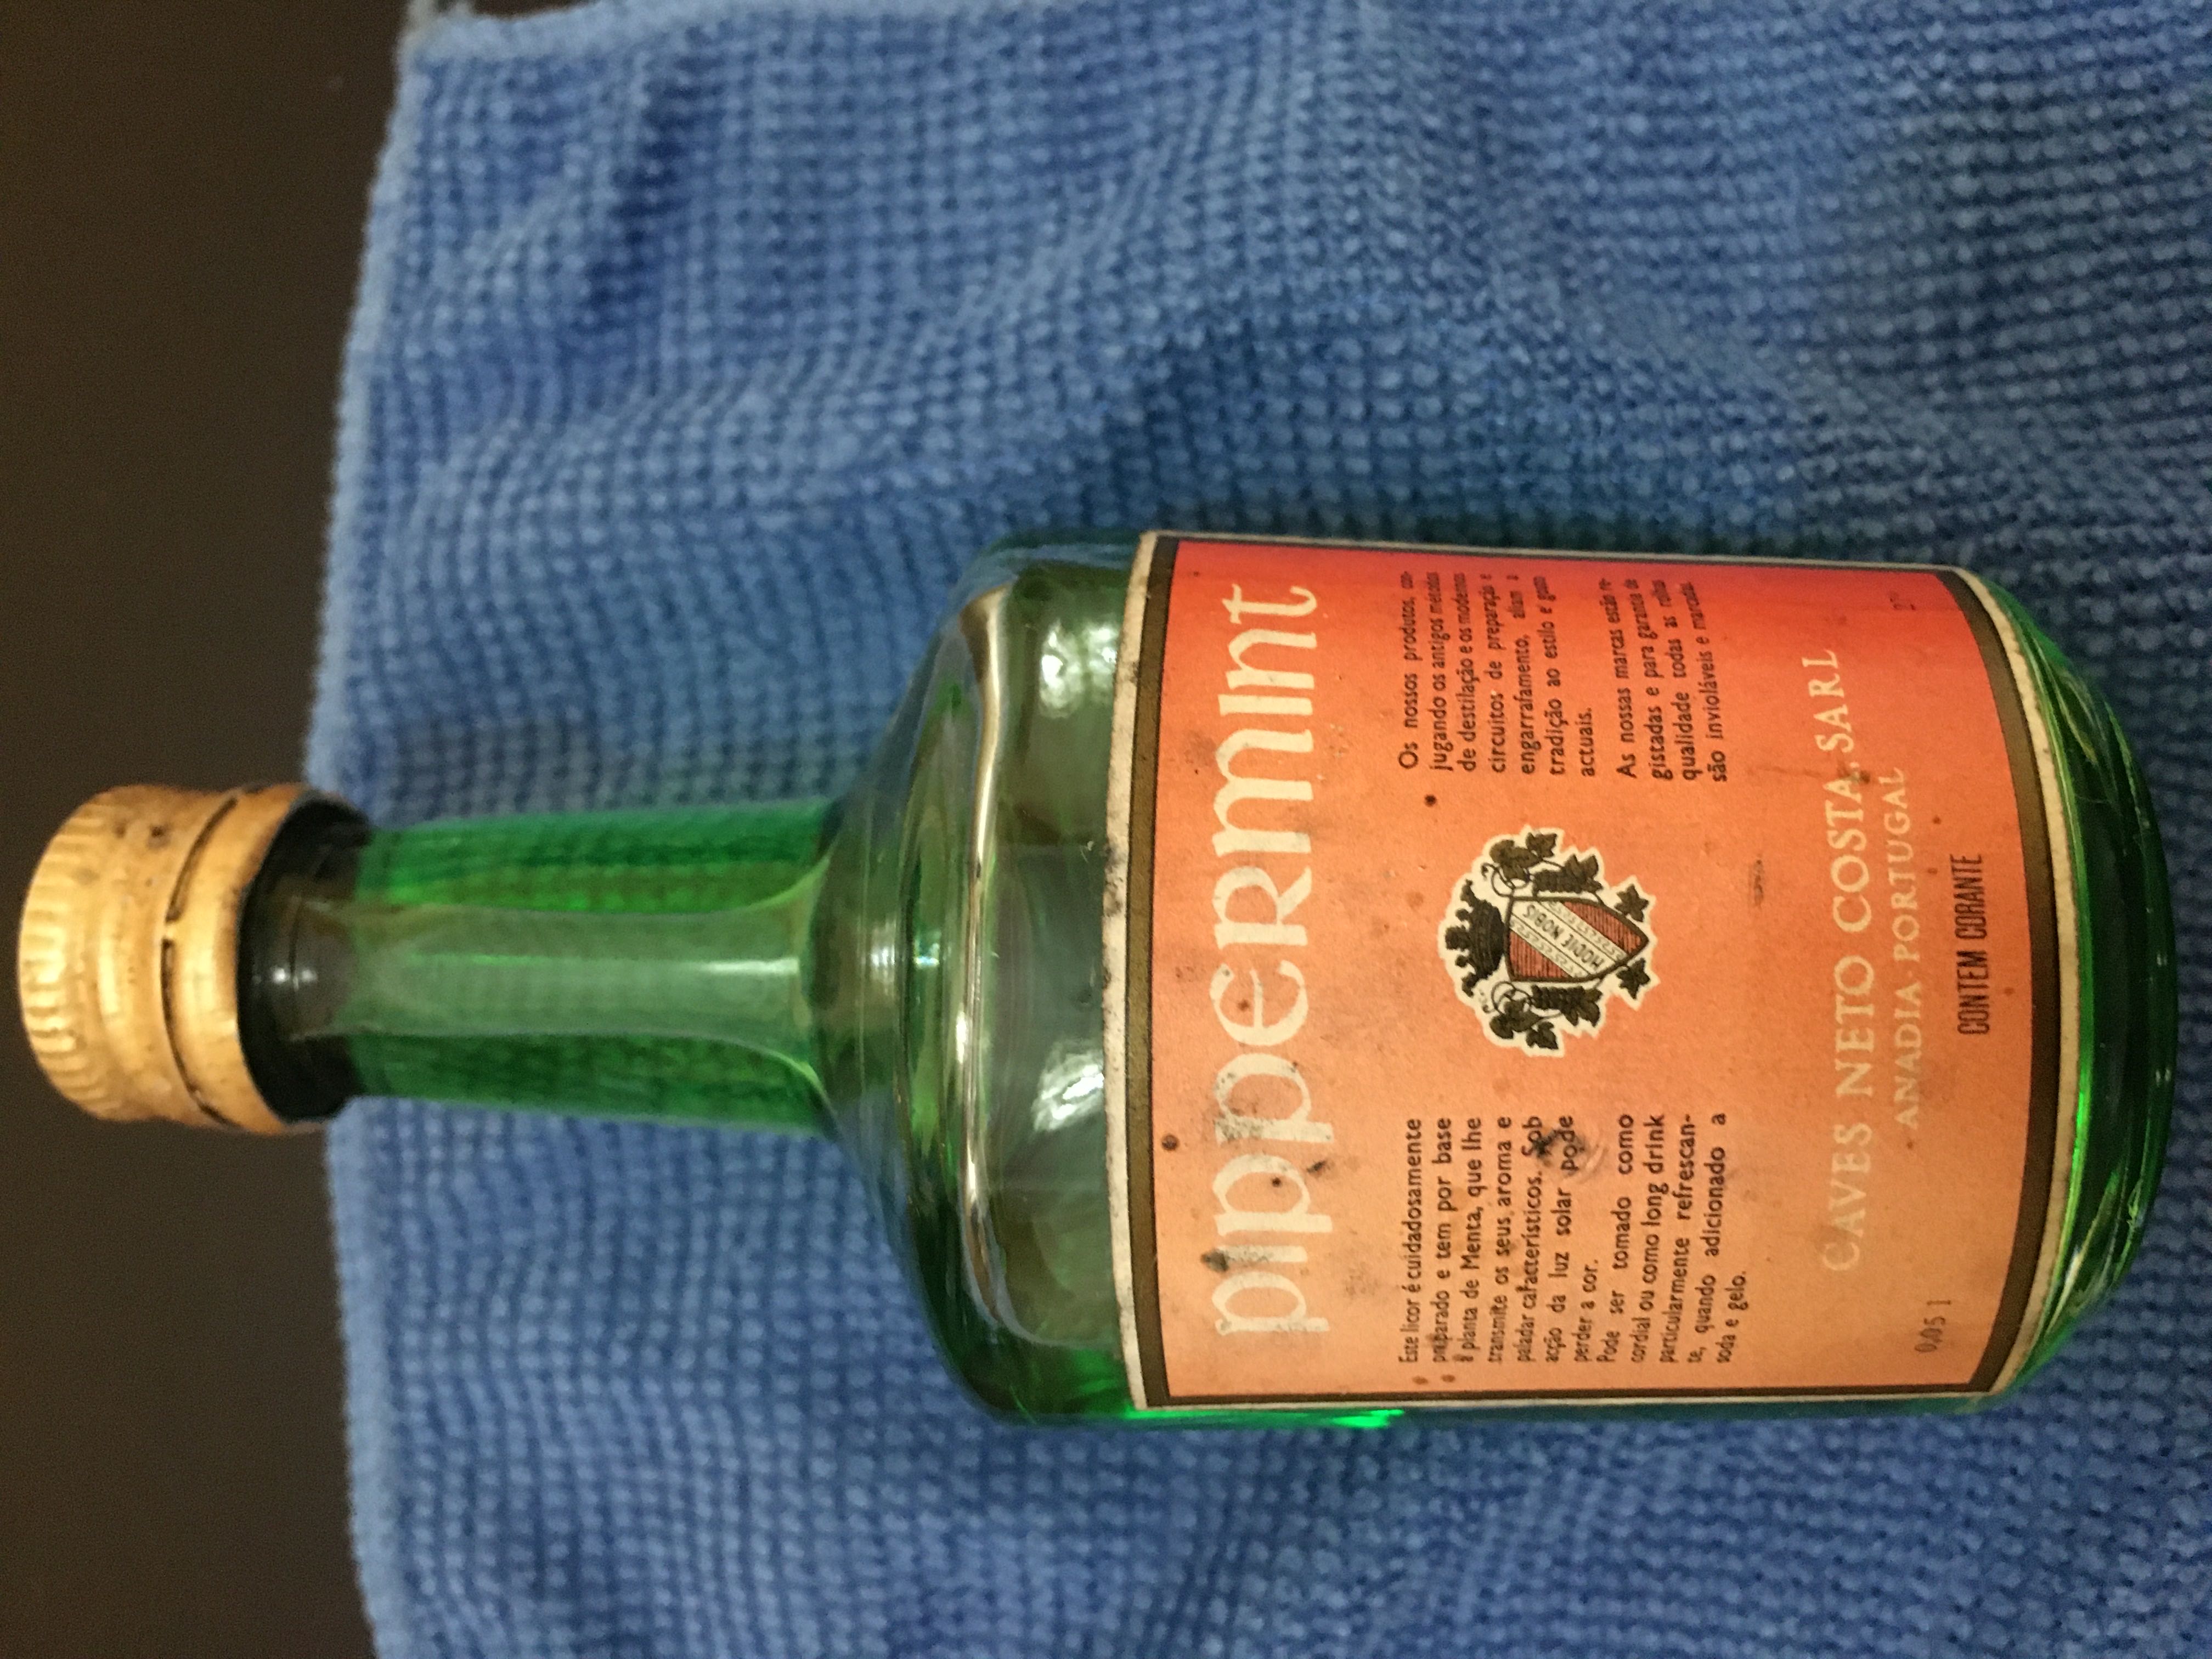 pippermint
Este licor é cuidadosamente
preparado e tem por base
a planta de Menta, que lhe
transmite os seus aroma e
paladar característicos. Sob
acção da luz solar pode
perder a cor.
Pode ser tomado como
cordial ou como long drink
particularmente refrescan-
te, quando adicionado a
soda e gelo.
HODIE NOBIS
Os nossos produtos, con-
jugando os antigos métodos
de destilação e os modernos
circuitos de preparação e
engarrafamento, aliam a
tradição ao estilo e gosto
actuais.
As nossas marcas estão re-
gistadas e para garantia de
qualidade todas as rolhas
são invioláveis e marcadas.
CAVES NETO COSTA, SARL
ANADIA·PORTUGAL
0,05 l
CONTEM CORANTE